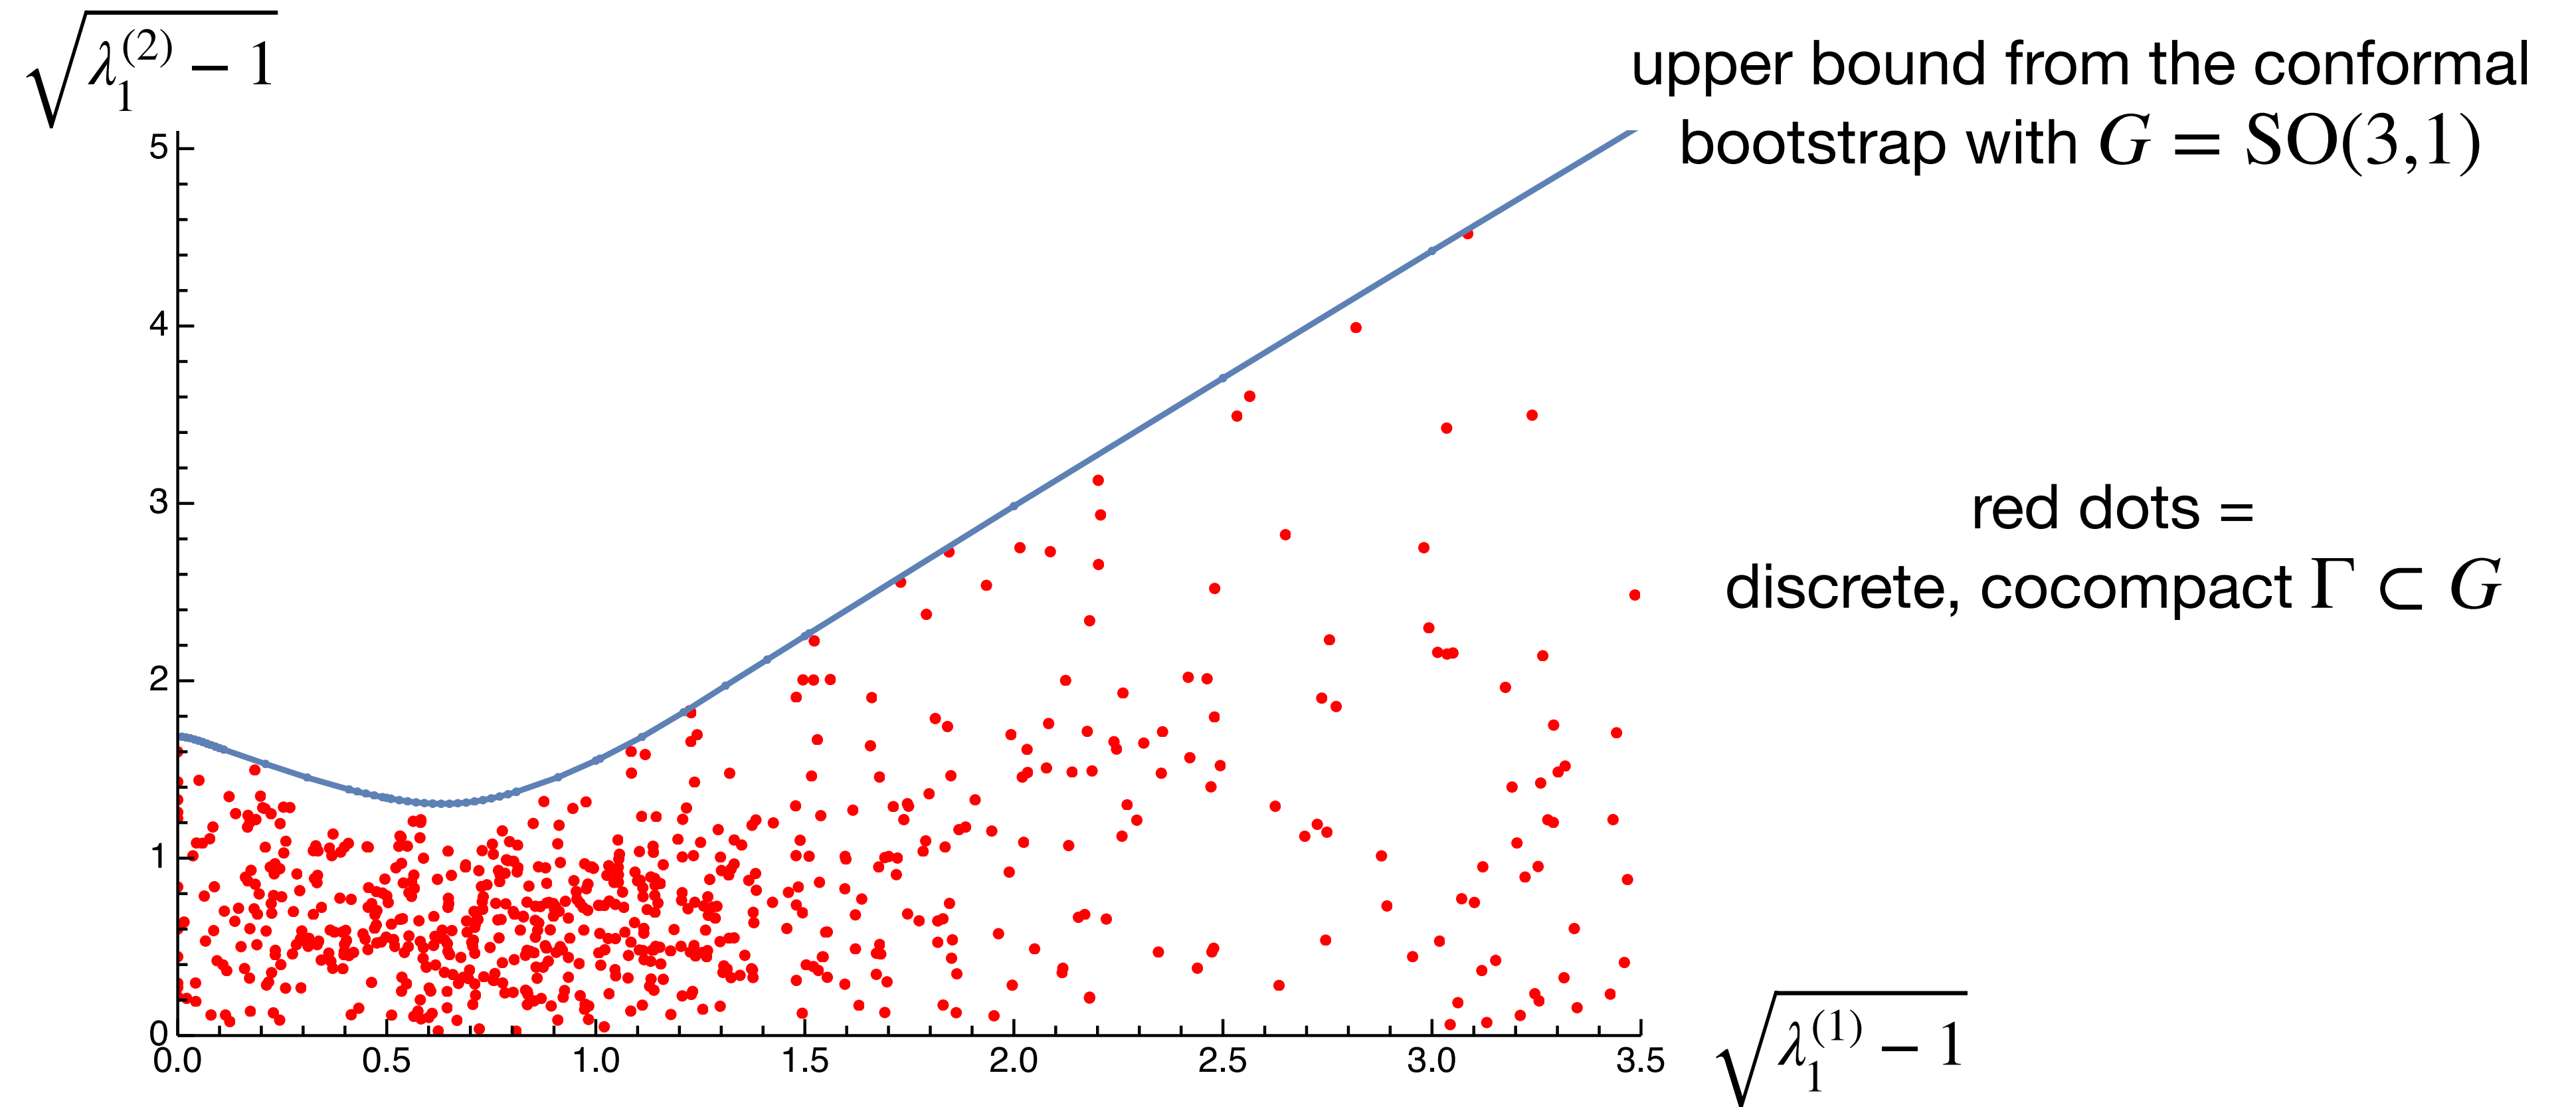 √(λ₁⁽²⁾ − 1)
upper bound from the conformal
bootstrap with G = SO(3,1)
5
4
3
red dots =
discrete, cocompact Γ ⊂ G
2
1
0
0.0 0.5 1.0 1.5 2.0 2.5 3.0 3.5
√(λ₁⁽¹⁾ − 1)